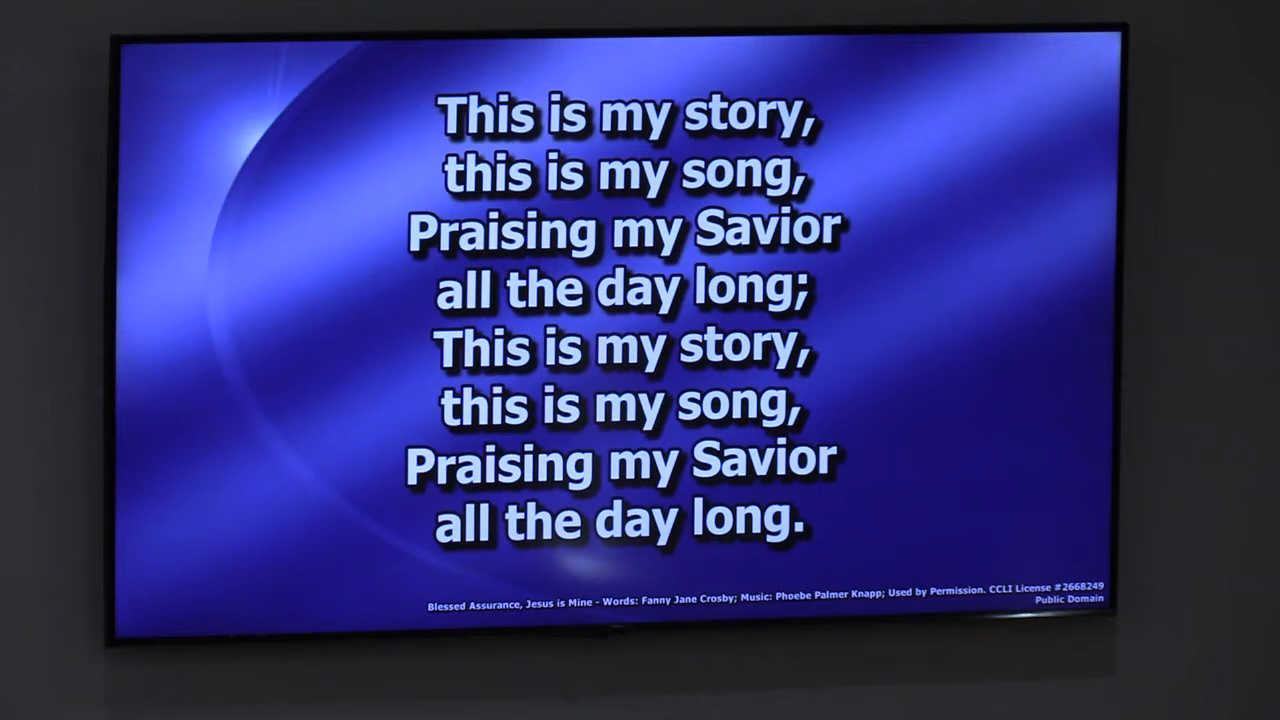 This is my story,
this is my song,
Praising my Savior
all the day long;
This is my story,
this is my song,
Praising my Savior
all the day long.
Blessed Assurance, Jesus is Mine - Words: Fanny Jane Crosby; Music: Phoebe Palmer Knapp; Used by Permission. CCLI License #2668249
Public Domain